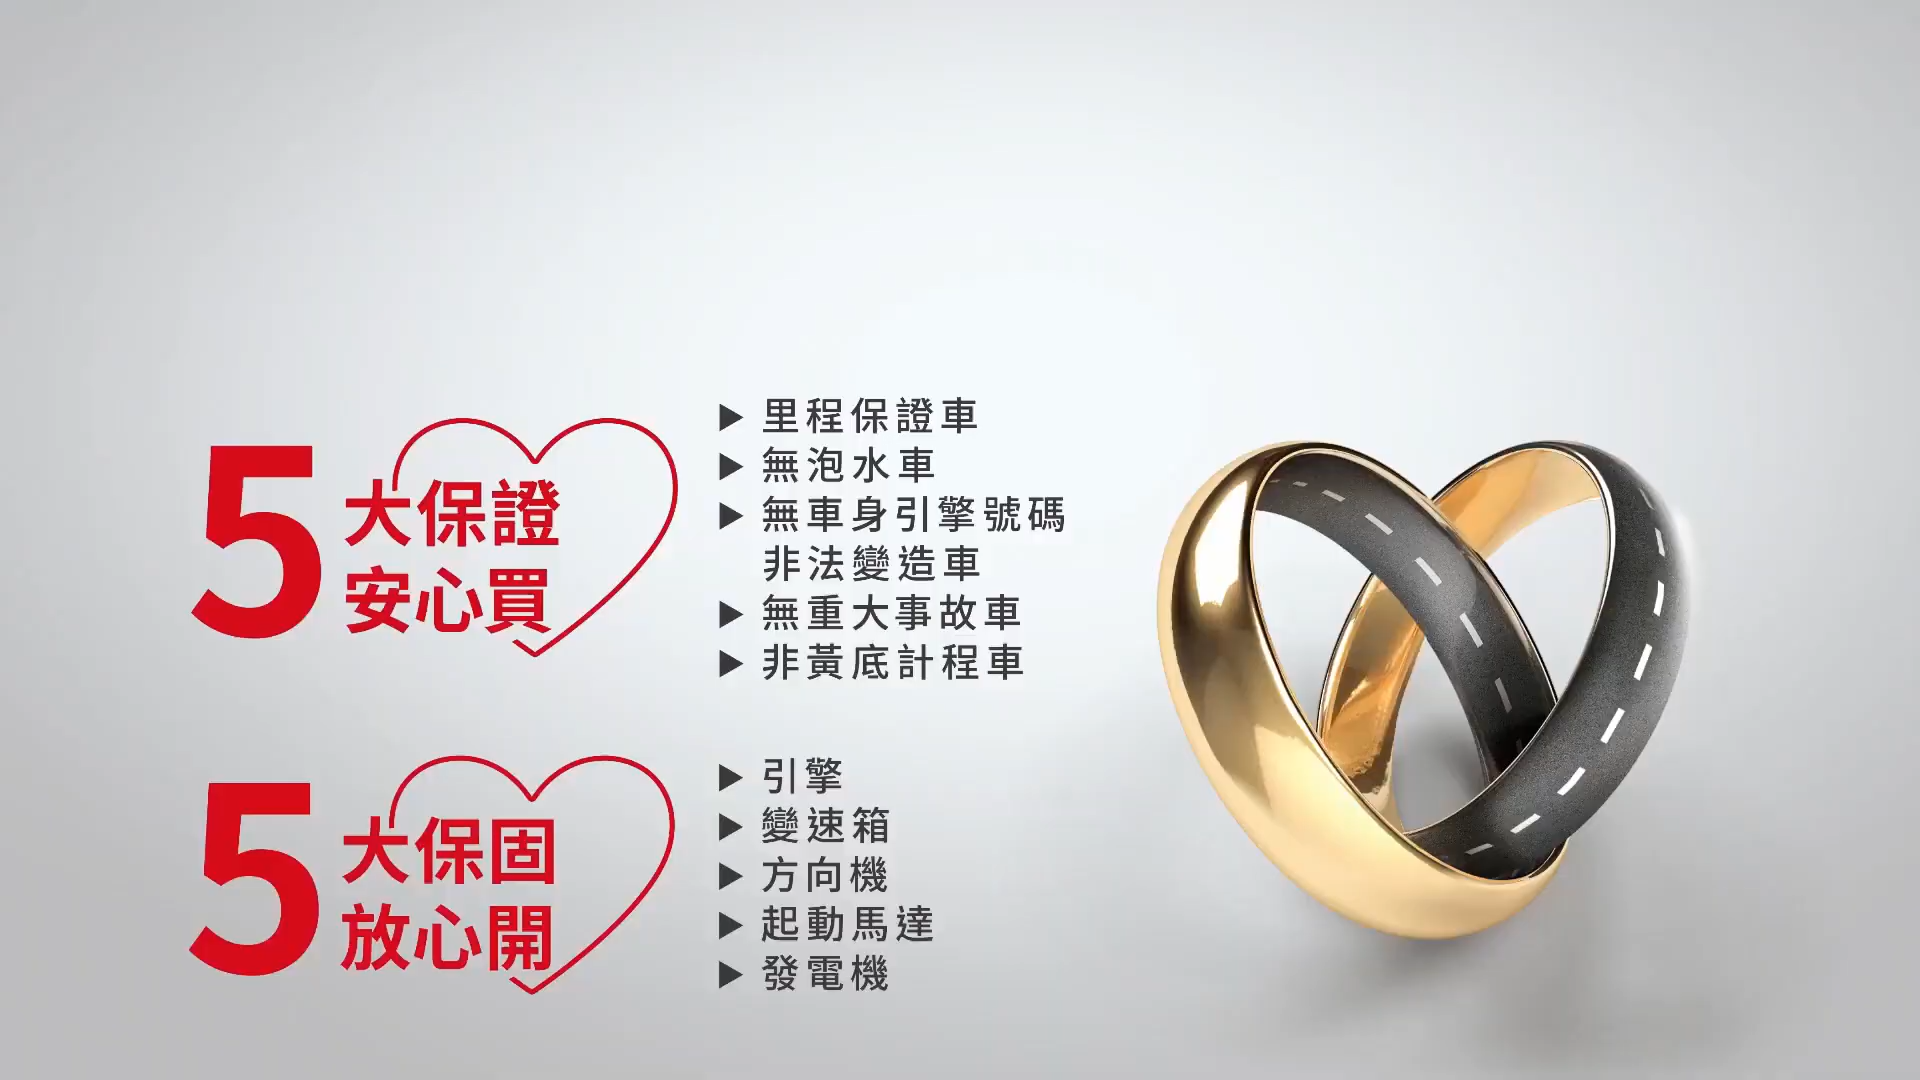 5大保證
安心買
▶ 里程保證車
▶ 無泡水車
▶ 無車身引擎號碼
非法變造車
▶ 無重大事故車
▶ 非黃底計程車
5大保固
放心開
▶ 引擎
▶ 變速箱
▶ 方向機
▶ 起動馬達
▶ 發電機